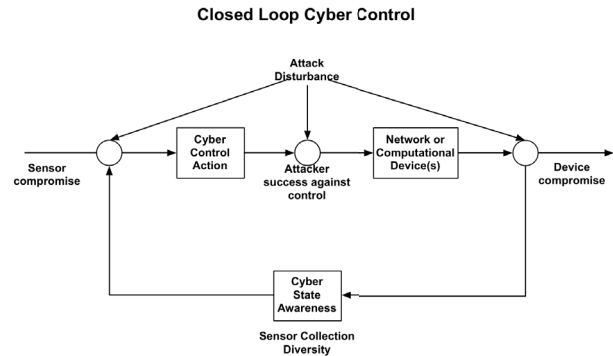 Closed Loop Cyber Control
Attack
Disturbance
Cyber
Control
Action
Network or
Computational
Device(s)
Sensor
compromise
Attacker
success against
control
Device
compromise
Cyber
State
Awareness
Sensor Collection
Diversity